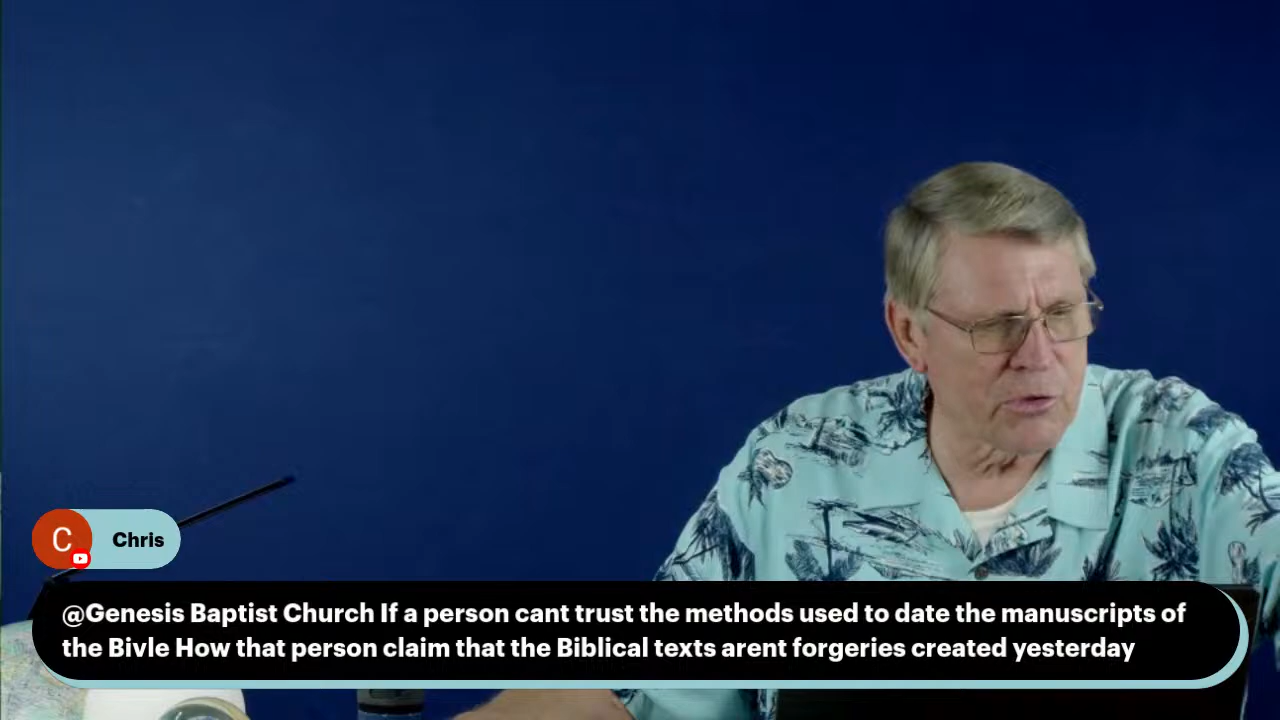 C
Chris
@Genesis Baptist Church If a person cant trust the methods used to date the manuscripts of
the Bivle How that person claim that the Biblical texts arent forgeries created yesterday